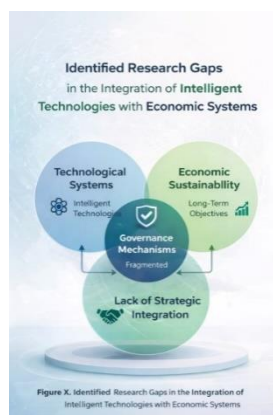 Identified Research Gaps
in the Integration of Intelligent
Technologies with Economic Systems
Technological
Systems
Intelligent
Technologies
Economic
Sustainability
Long-Term
Objectives
Governance
Mechanisms
Fragmented
Lack of Strategic
Integration
Figure X. Identified Research Gaps in the Integration of
Intelligent Technologies with Economic Systems